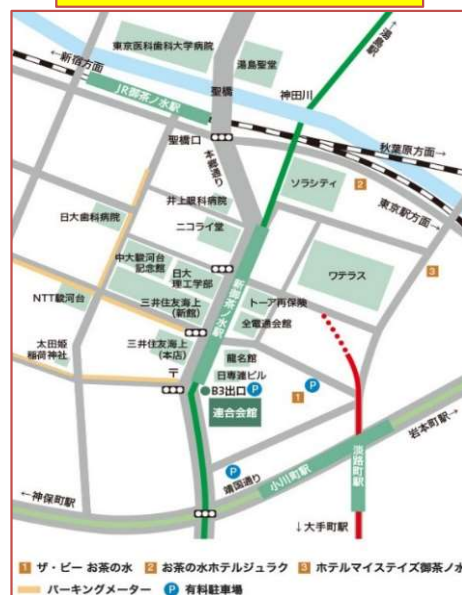 ←湯島駅
東京医科歯科大学病院
湯島聖堂
←新宿方面
JR御茶ノ水駅
聖橋
神田川
聖橋口
本郷通り
秋葉原方面→
ソラシティ
2
東京駅方面→
井上眼科病院
日大歯科病院
ニコライ堂
中大駿河台
記念館
日大
理工学部
ワテラス
3
新御茶ノ水駅
NTT駿河台
三井住友海上
(新館)
トーア再保険
全電通会館
太田姫
稲荷神社
三井住友海上
(本店)
龍名館
日専連ビル
〒
B3出口
P
P
1
連合会館
淡路町駅
岩本町駅→
P
靖国通り
小川町駅
←神保町駅
↓大手町駅
1 ザ・ビー お茶の水 2 お茶の水ホテルジュラク 3 ホテルマイステイズ御茶ノ水
パーキングメーター P 有料駐車場